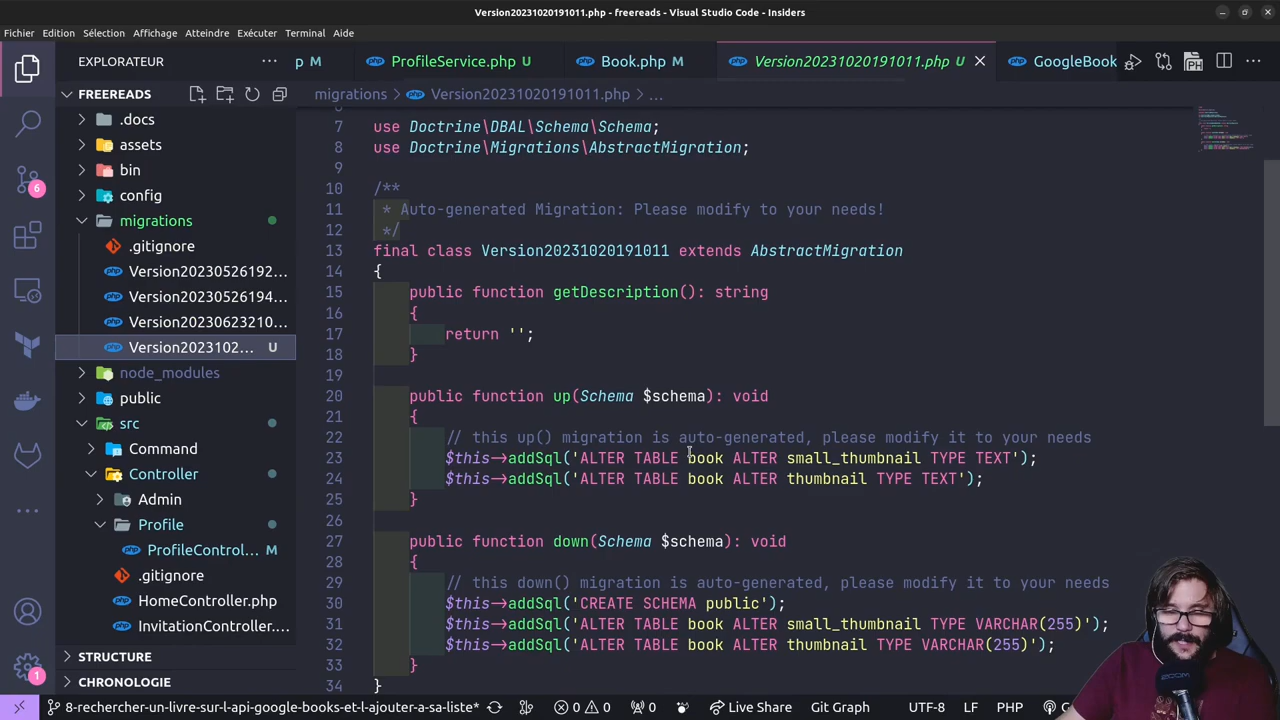 Version20231020191011.php - freereads - Visual Studio Code - Insiders
Fichier Edition Sélection Affichage Atteindre Exécuter Terminal Aide
EXPLORATEUR ··· p M ProfileService.php U Book.php M Version20231020191011.php U GoogleBook
FREEREADS
migrations > Version20231020191011.php > ...
.docs
assets
bin
config
migrations
.gitignore
Version202305261​92...
Version20230526194...
Version20230623210...
Version2023102... U
node_modules
public
src
Command
Controller
Admin
Profile
ProfileControl... M
.gitignore
HomeController.php
InvitationController....
STRUCTURE
CHRONOLOGIE
6
1
7 use Doctrine\DBAL\Schema\Schema;
8 use Doctrine\Migrations\AbstractMigration;
9
10 /**
11 * Auto-generated Migration: Please modify to your needs!
12 */
13 final class Version20231020191011 extends AbstractMigration
14 {
15 public function getDescription(): string
16 {
17 return '';
18 }
19
20 public function up(Schema $schema): void
21 {
22 // this up() migration is auto-generated, please modify it to your needs
23 $this->addSql('ALTER TABLE book ALTER small_thumbnail TYPE TEXT');
24 $this->addSql('ALTER TABLE book ALTER thumbnail TYPE TEXT');
25 }
26
27 public function down(Schema $schema): void
28 {
29 // this down() migration is auto-generated, please modify it to your needs
30 $this->addSql('CREATE SCHEMA public');
31 $this->addSql('ALTER TABLE book ALTER small_thumbnail TYPE VARCHAR(255)');
32 $this->addSql('ALTER TABLE book ALTER thumbnail TYPE VARCHAR(255)');
33 }
34 }
8-rechercher-un-livre-sur-l-api-google-books-et-l-ajouter-a-sa-liste* 0 0 0 Live Share Git Graph UTF-8 LF PHP
zoom